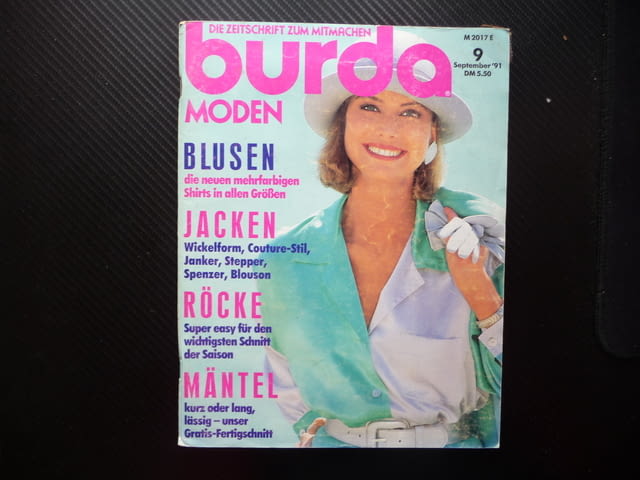 DIE ZEITSCHRIFT ZUM MITMACHEN
burda
MODEN
M 2017 E
9
September '91
DM 5.50
BLUSEN
die neuen mehrfarbigen
Shirts in allen Größen
JACKEN
Wickelform, Couture-Stil,
Janker, Stepper,
Spenzer, Blouson
RÖCKE
Super easy für den
wichtigsten Schnitt
der Saison
MÄNTEL
kurz oder lang,
lässig – unser
Gratis-Fertigschnitt